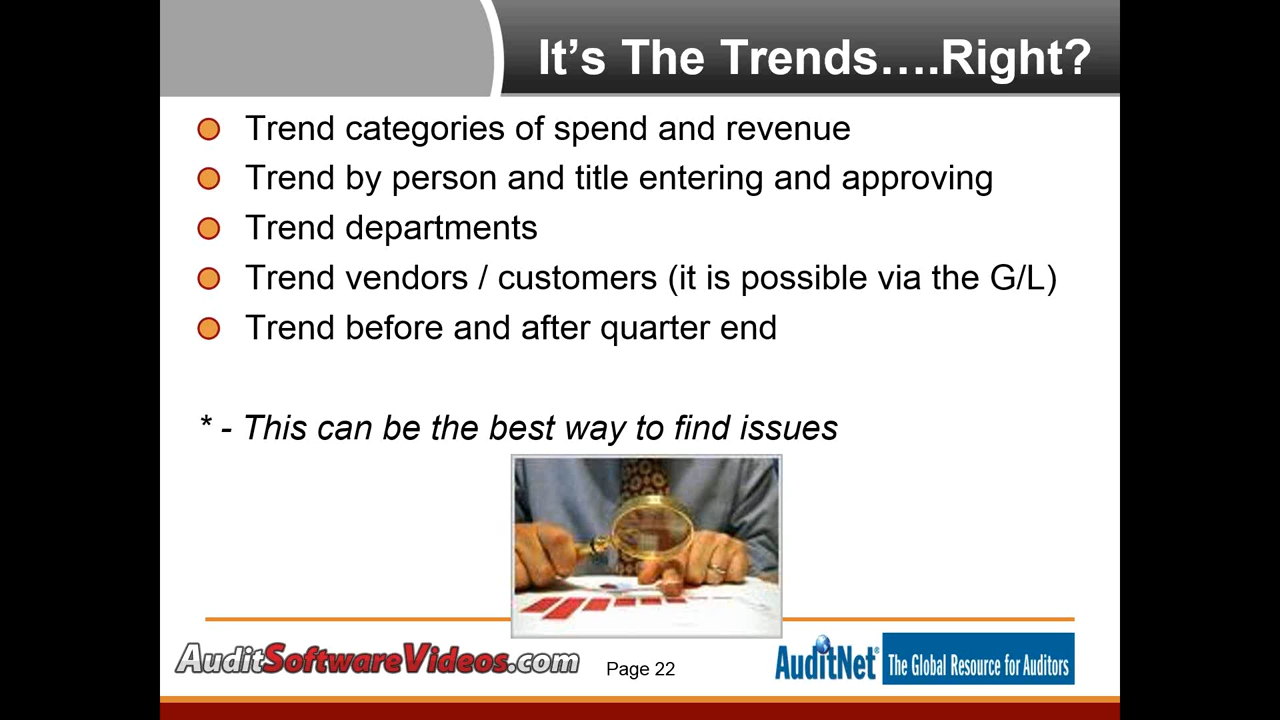 It's The Trends....Right?
Trend categories of spend and revenue
Trend by person and title entering and approving
Trend departments
Trend vendors / customers (it is possible via the G/L)
Trend before and after quarter end
* - This can be the best way to find issues
AuditSoftwareVideos.com
Page 22
AuditNet® The Global Resource for Auditors